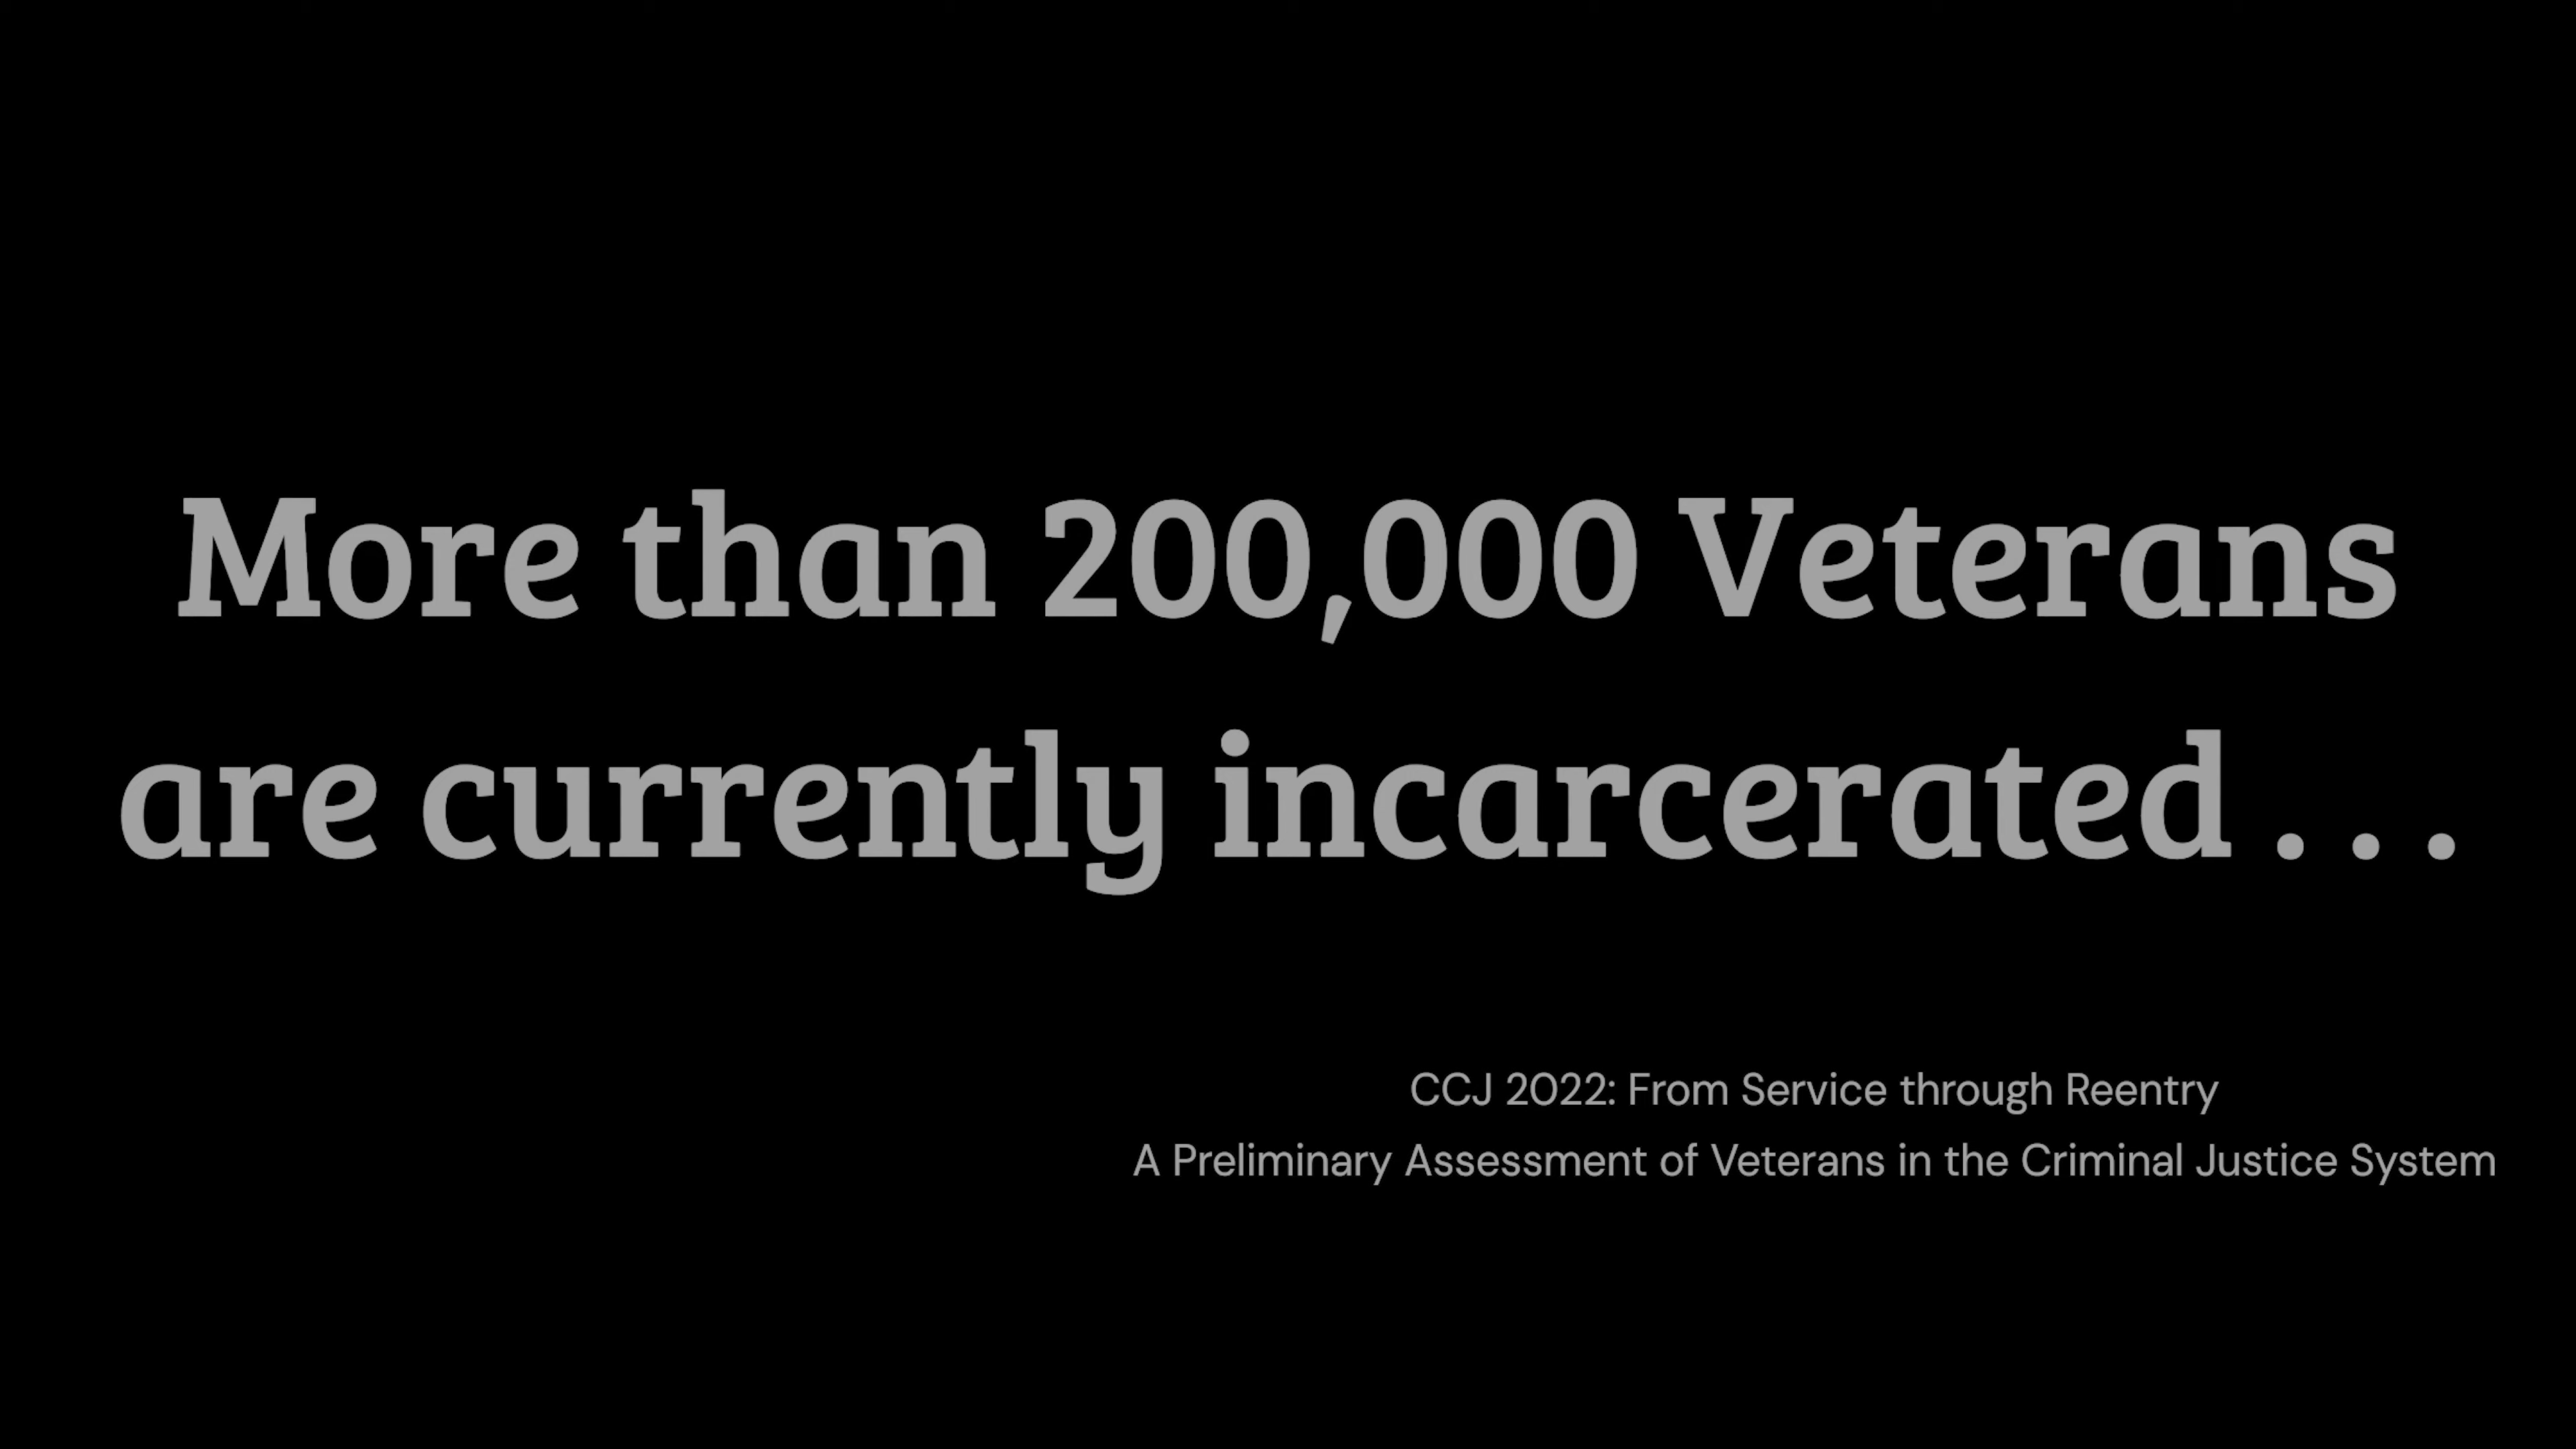 More than 200,000 Veterans
are currently incarcerated . . .
CCJ 2022: From Service through Reentry
A Preliminary Assessment of Veterans in the Criminal Justice System